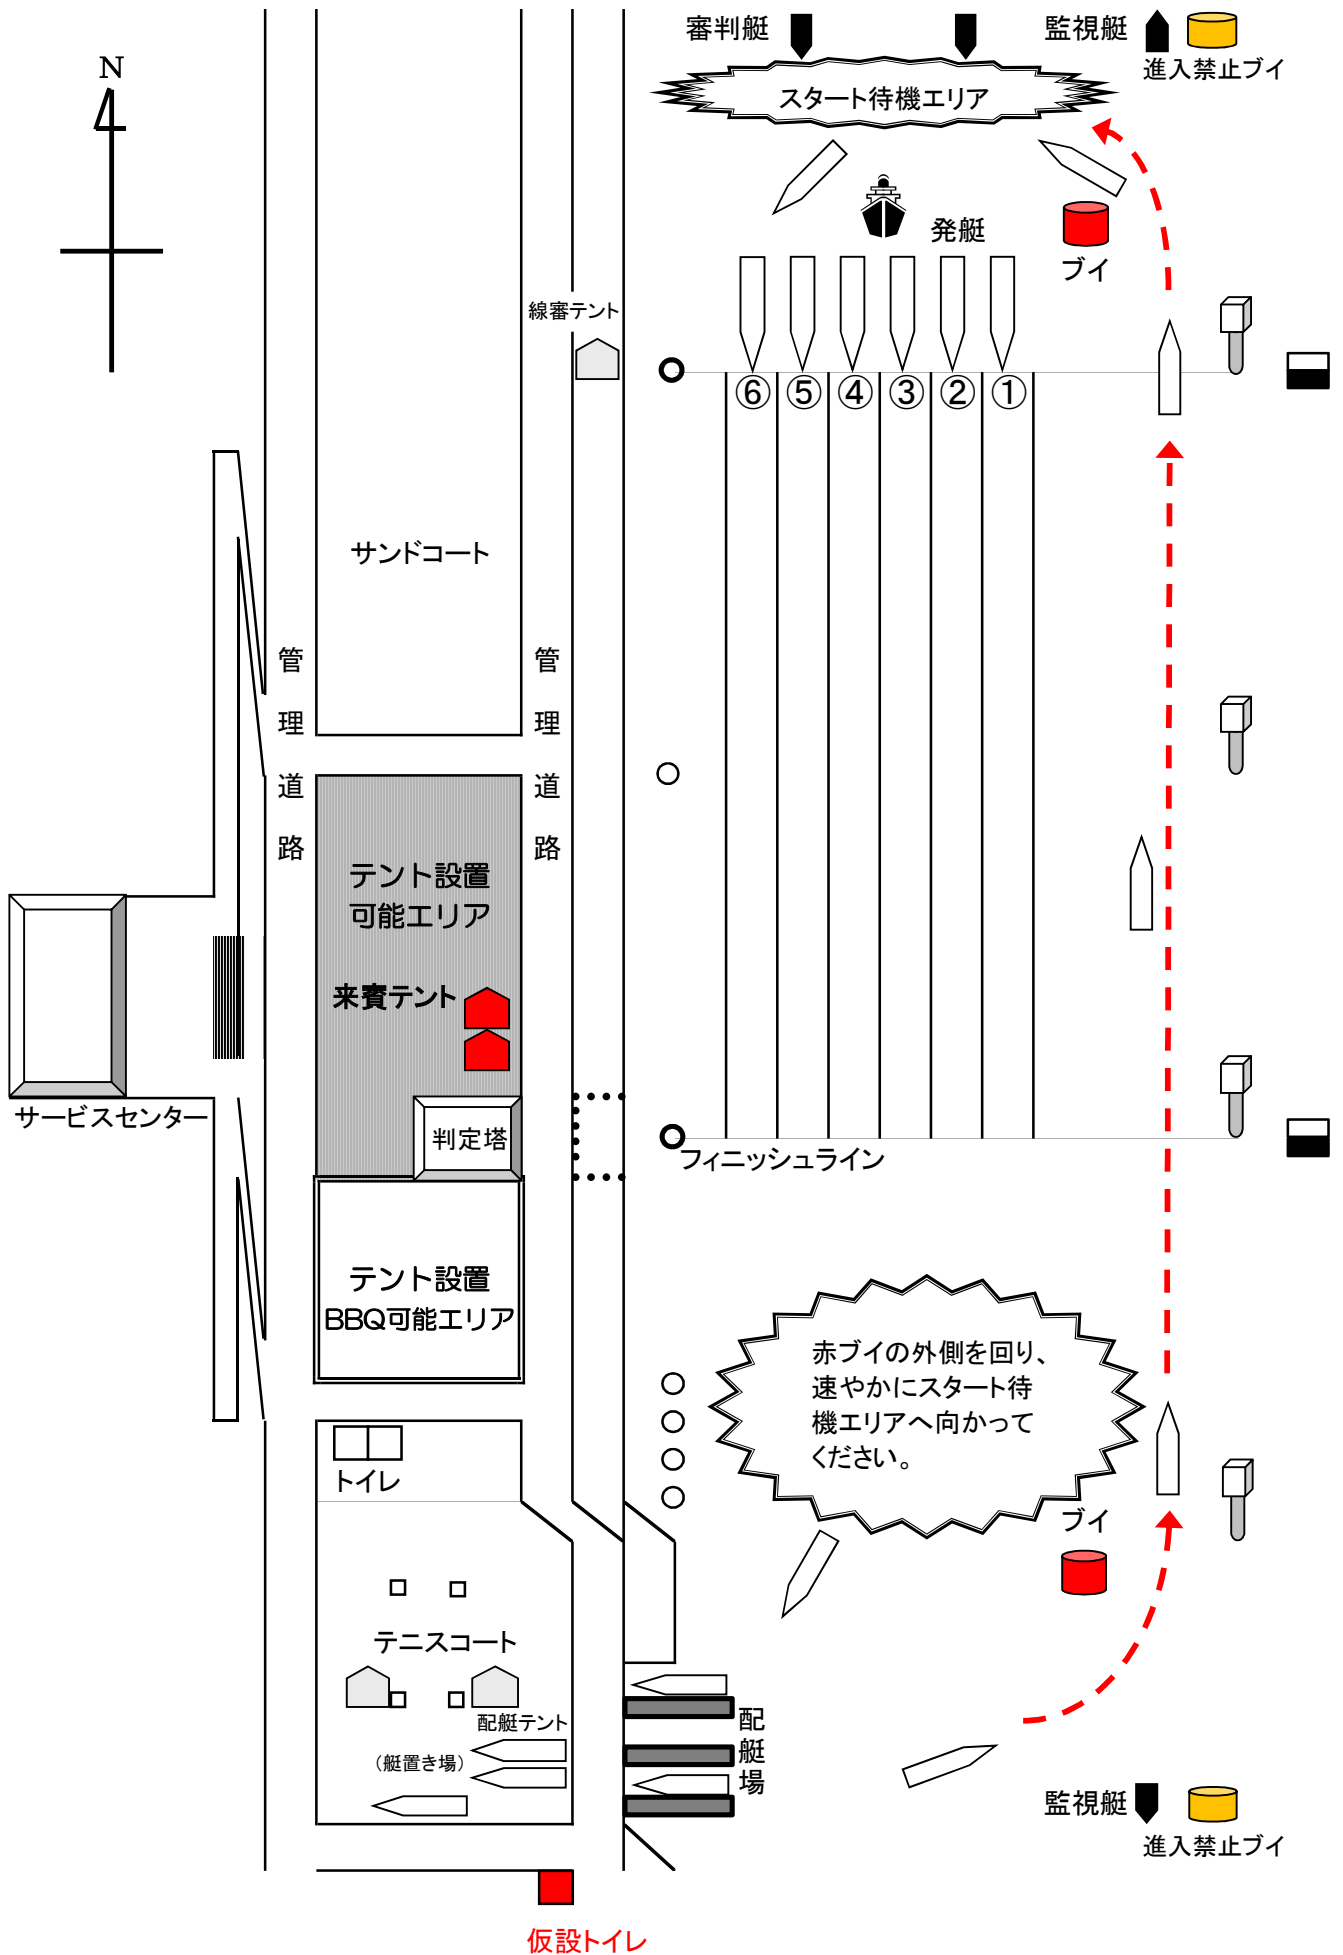 審判艇
監視艇
進入禁止ブイ
N
スタート待機エリア
発艇
ブイ
線審テント
⑥ ⑤ ④ ③ ② ①
サンドコート
管理道路
管理道路
テント設置
可能エリア
来賓テント
サービスセンター
判定塔
フィニッシュライン
テント設置
BBQ可能エリア
赤ブイの外側を回り、
速やかにスタート待
機エリアへ向かって
ください。
トイレ
ブイ
テニスコート
配艇テント
(艇置き場)
配艇場
監視艇
進入禁止ブイ
仮設トイレ